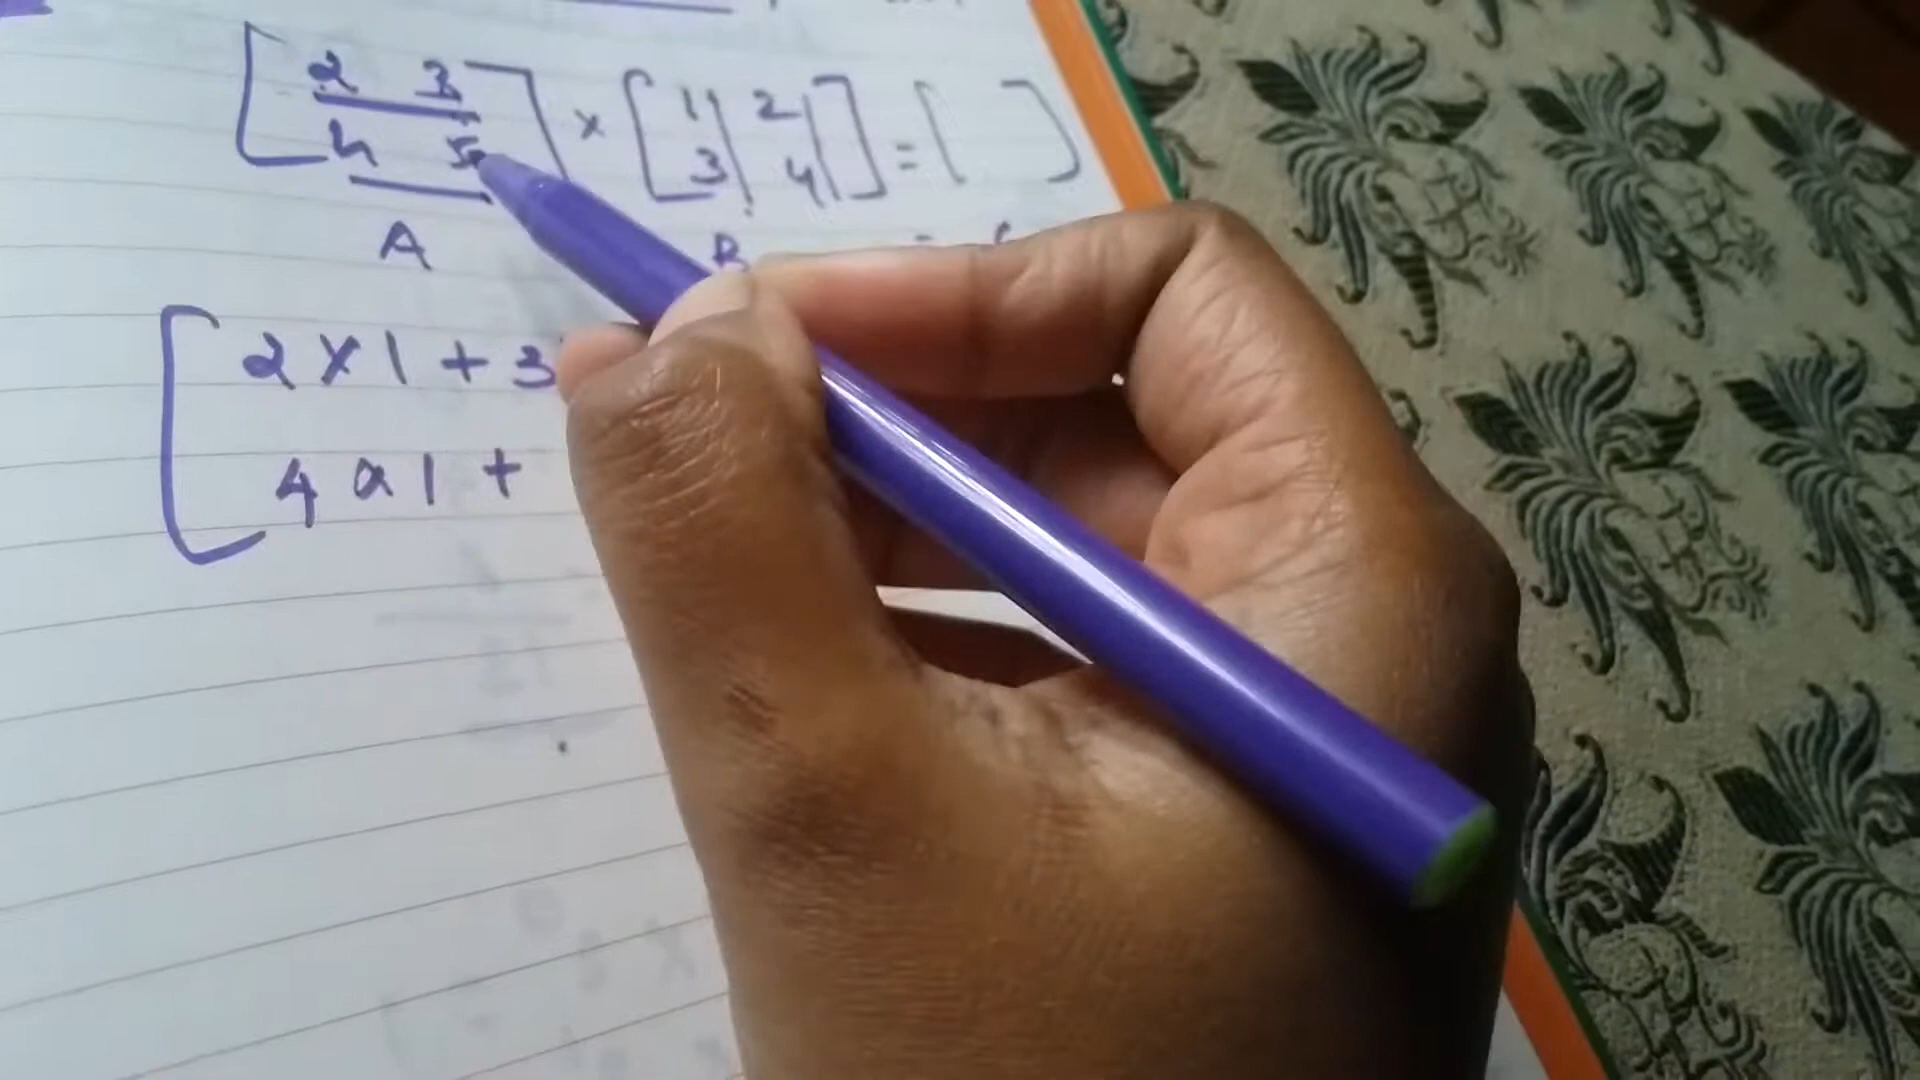 [ 2 3 ] × [ 1 | 2 | ] = [ ]
4 5 3 | 4 |
A B =
[ 2 × 1 + 3
4 × 1 +